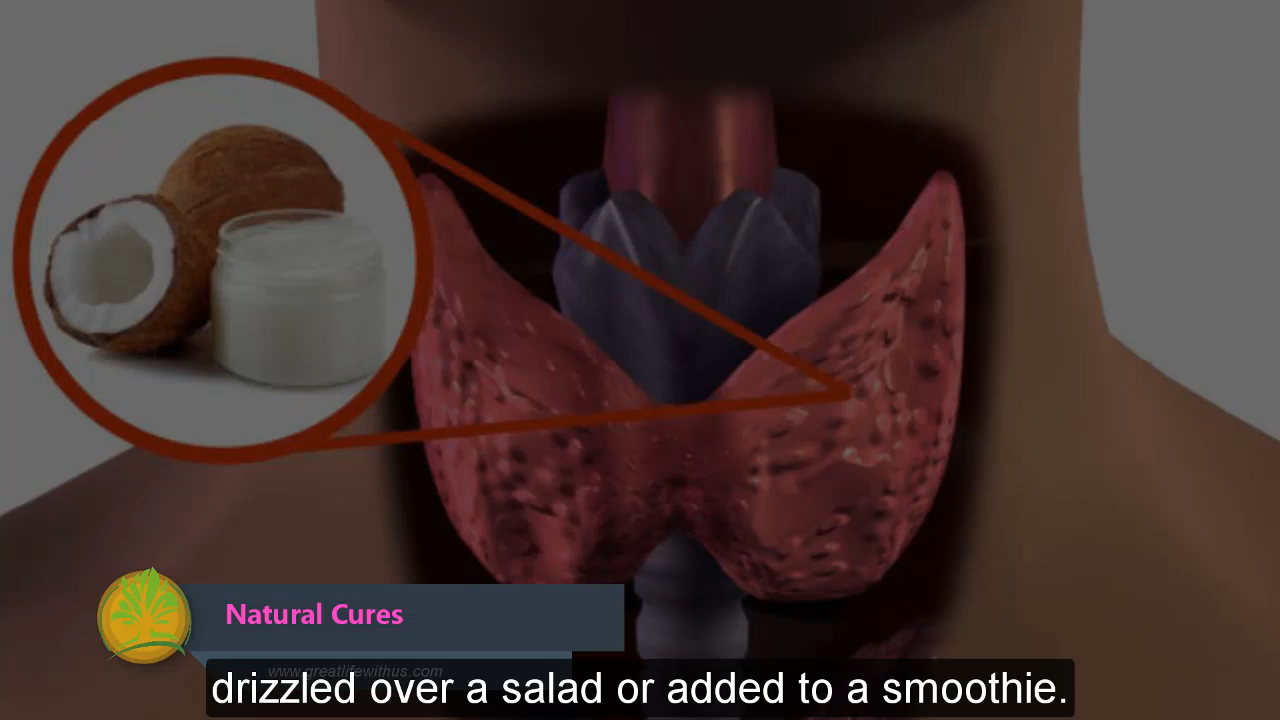 Natural Cures
www.greatlifewithus.com
drizzled over a salad or added to a smoothie.